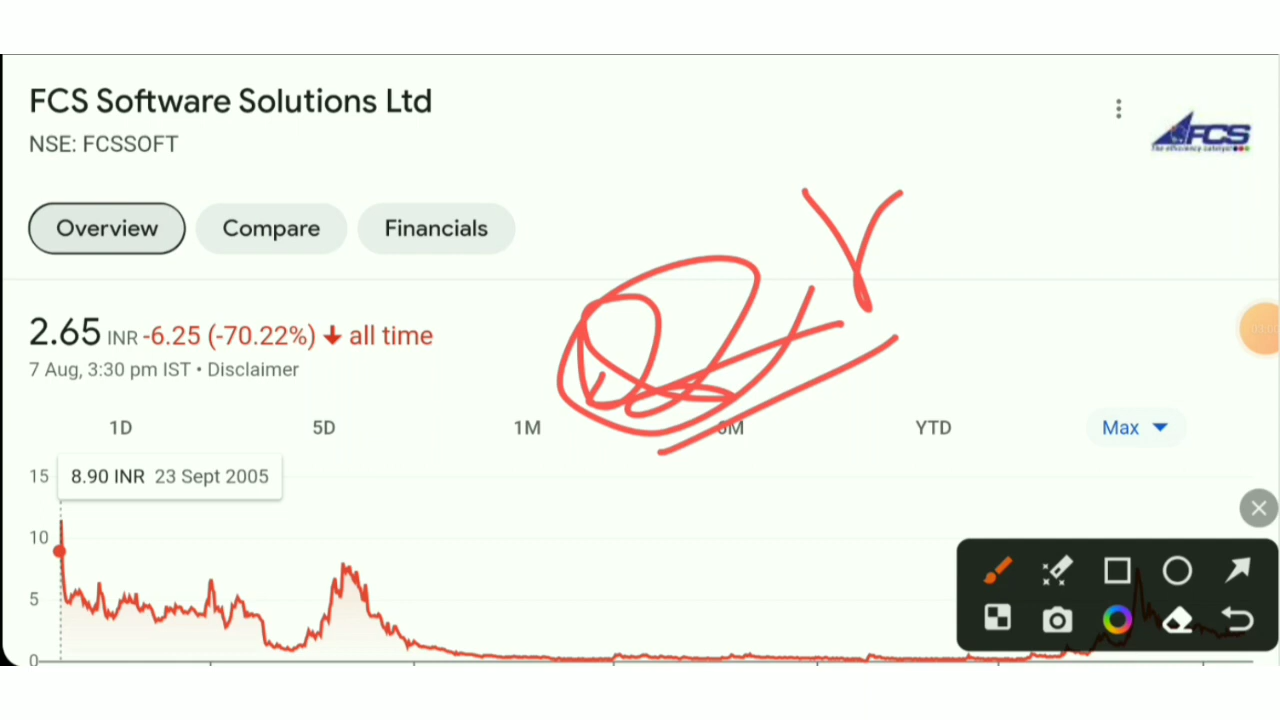 FCS Software Solutions Ltd
NSE: FCSSOFT
FCS
Overview Compare Financials
2.65 INR -6.25 (-70.22%) all time
7 Aug, 3:30 pm IST • Disclaimer
1D 5D 1M 6M YTD Max
15
8.90 INR 23 Sept 2005
10
5
0